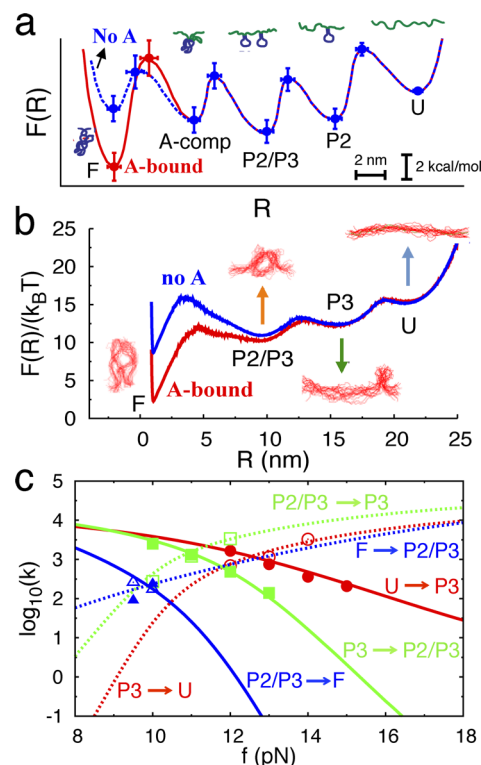 a
No A
F(R)
F
A-bound
A-comp
P2/P3
P2
U
2 nm
2 kcal/mol
R
b
25
20
15
10
5
0
F(R)/(kBT)
no A
A-bound
F
P2/P3
P3
U
0 5 10 15 20 25
R (nm)
c
5
4
3
2
1
0
-1
log10(k)
P2/P3 → P3
F → P2/P3
U → P3
P3 → P2/P3
P3 → U
P2/P3 → F
8 10 12 14 16 18
f (pN)